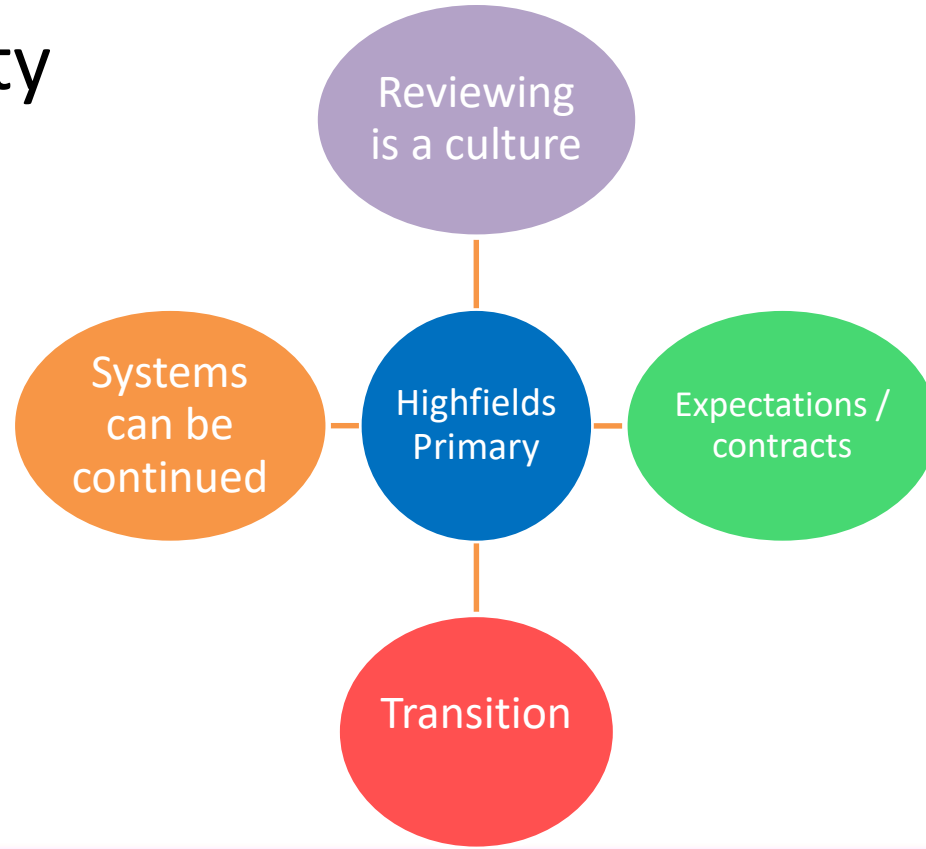 ty
Reviewing
is a culture
Systems
can be
continued
Highfields
Primary
Expectations /
contracts
Transition